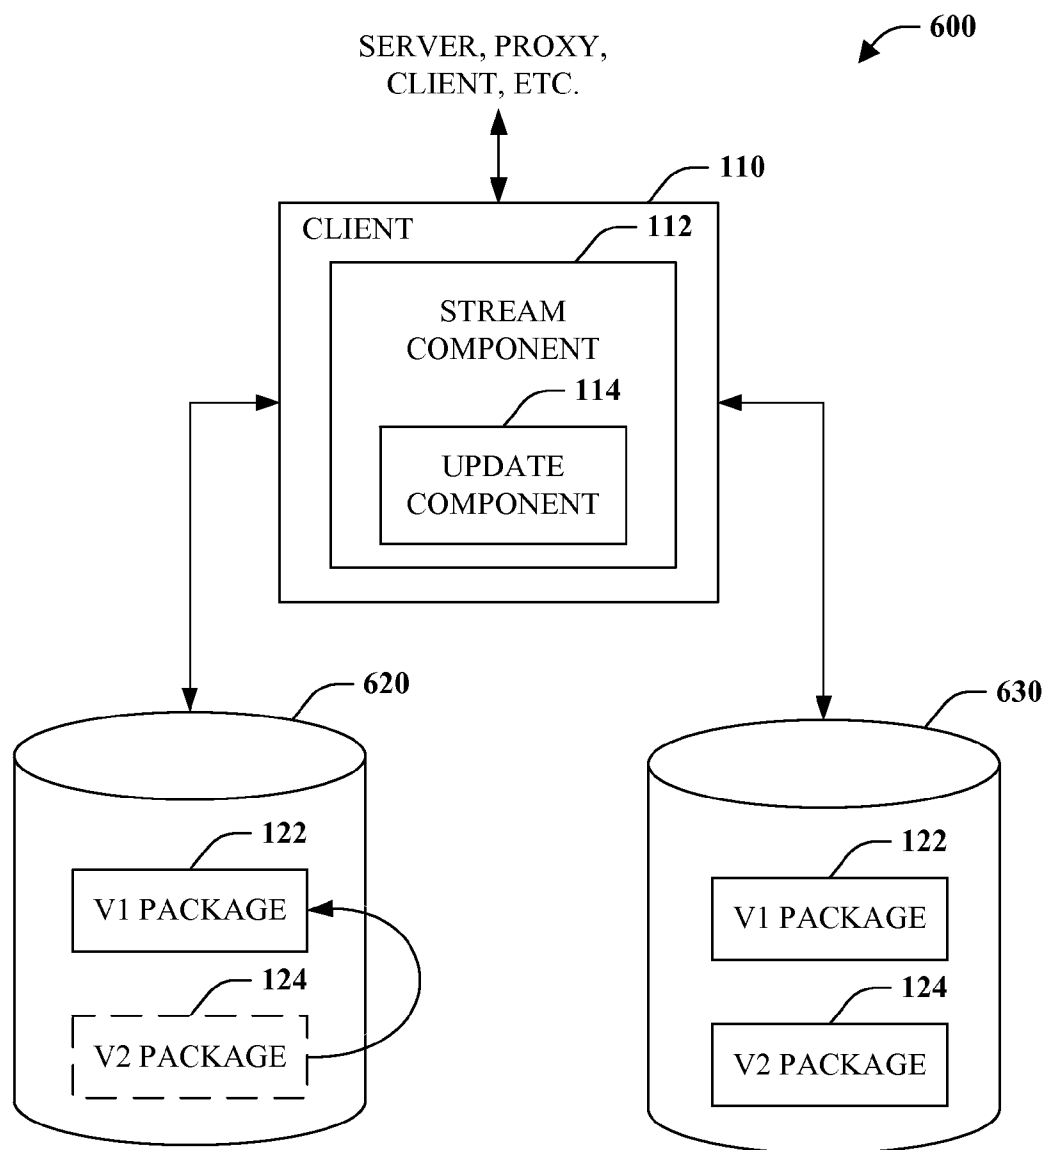 600
SERVER, PROXY,
CLIENT, ETC.
110
CLIENT
112
STREAM
COMPONENT
114
UPDATE
COMPONENT
620
630
122
V1 PACKAGE
124
V2 PACKAGE
122
V1 PACKAGE
124
V2 PACKAGE